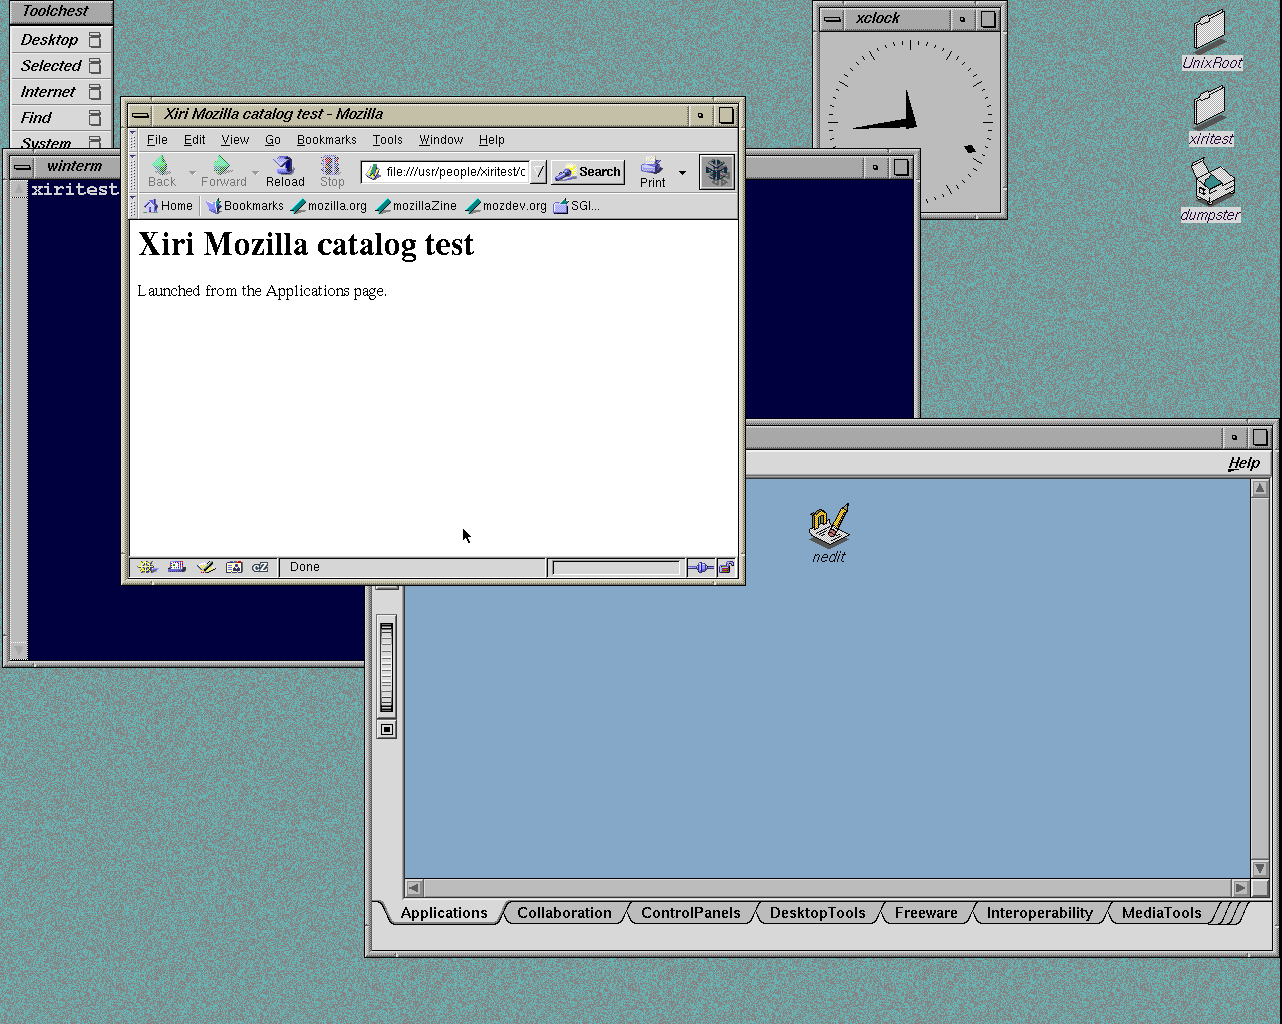 Toolchest
Desktop
Selected
Internet
Find
System
xclock
UnixRoot
xiritest
dumpster
winterm
xiritest
Xiri Mozilla catalog test - Mozilla
File Edit View Go Bookmarks Tools Window Help
Back Forward Reload Stop file:///usr/people/xiritest/c Search Print
Home Bookmarks mozilla.org mozillaZine mozdev.org SGI...
Xiri Mozilla catalog test
Launched from the Applications page.
cZ Done
Help
nedit
Applications Collaboration ControlPanels DesktopTools Freeware Interoperability MediaTools